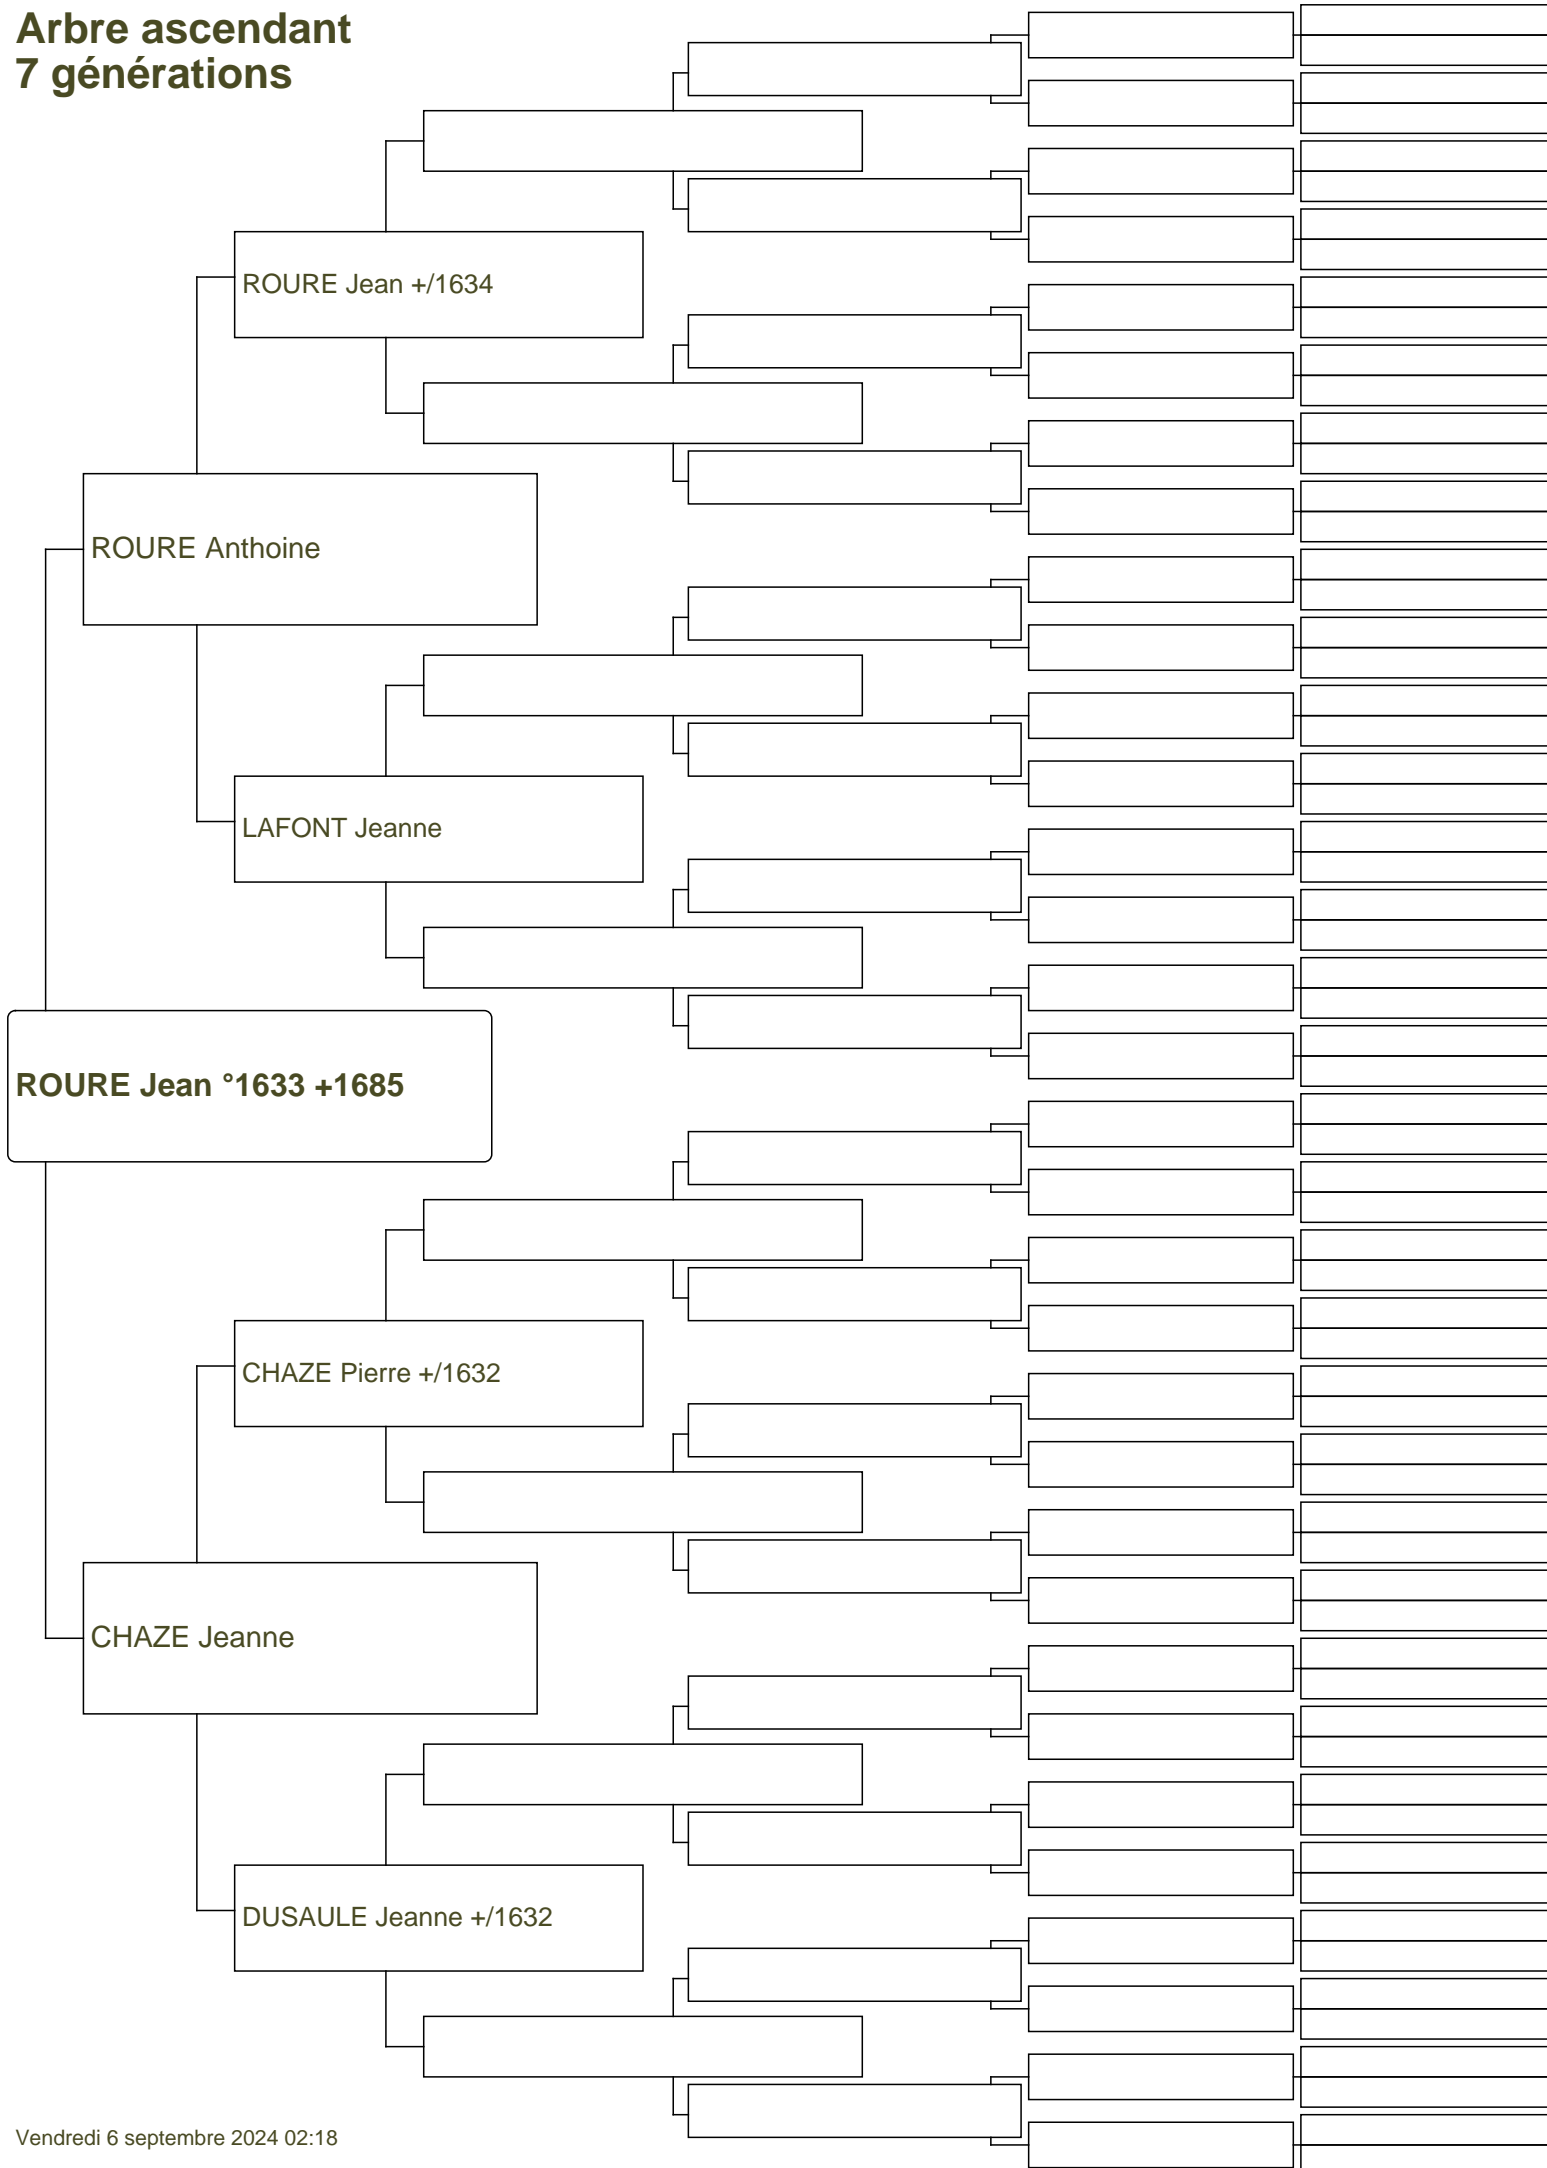 Arbre ascendant
7 générations
ROURE Jean +/1634
ROURE Anthoine
LAFONT Jeanne
ROURE Jean °1633 +1685
CHAZE Pierre +/1632
CHAZE Jeanne
DUSAULE Jeanne +/1632
Vendredi 6 septembre 2024 02:18